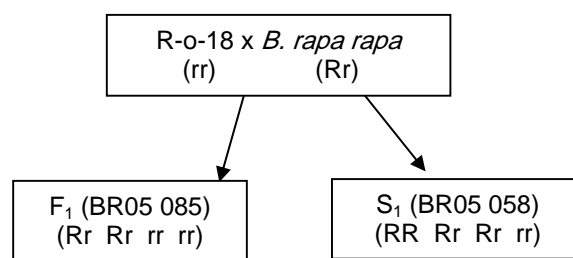 R-o-18 x B. rapa rapa
(rr) (Rr)
F₁ (BR05 085)
(Rr Rr rr rr)
S₁ (BR05 058)
(RR Rr Rr rr)